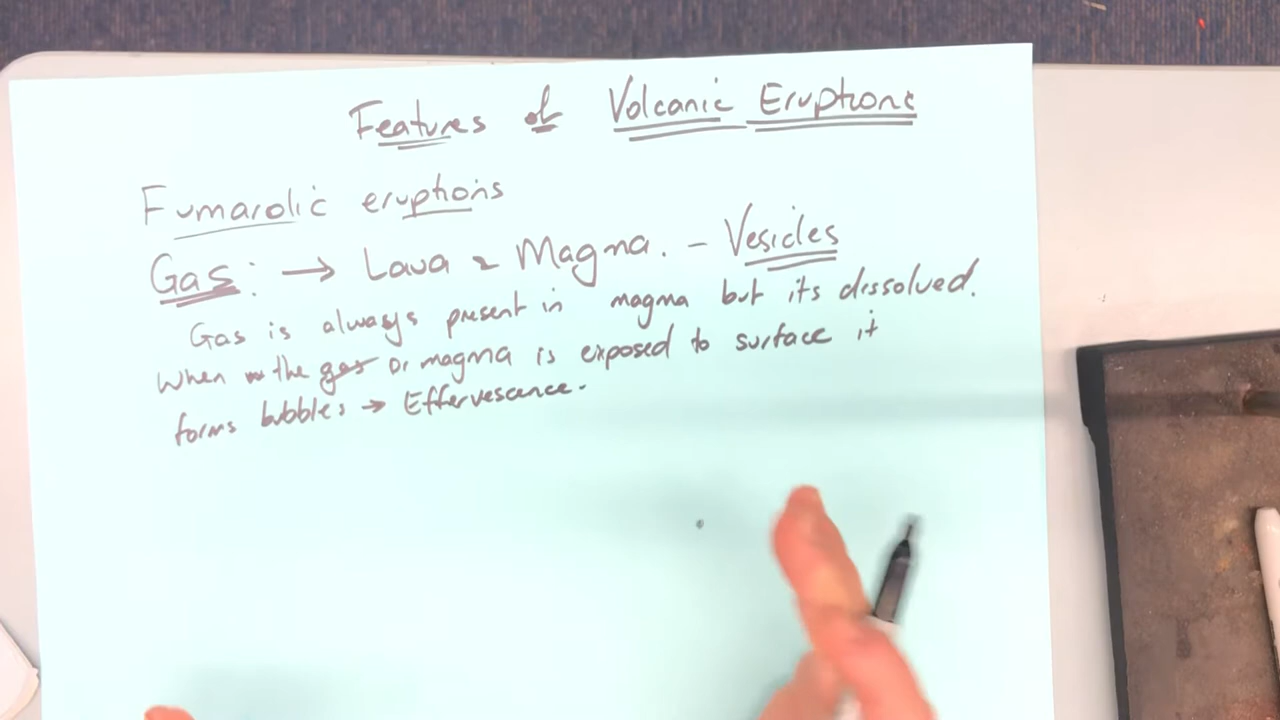 Features of Volcanic Eruptions
Fumarolic eruptions
Gas: → Lava & Magma. - Vesicles
Gas is always present in magma but its dissolved.
When the gas or magma is exposed to surface it
forms bubbles → Effervescence.